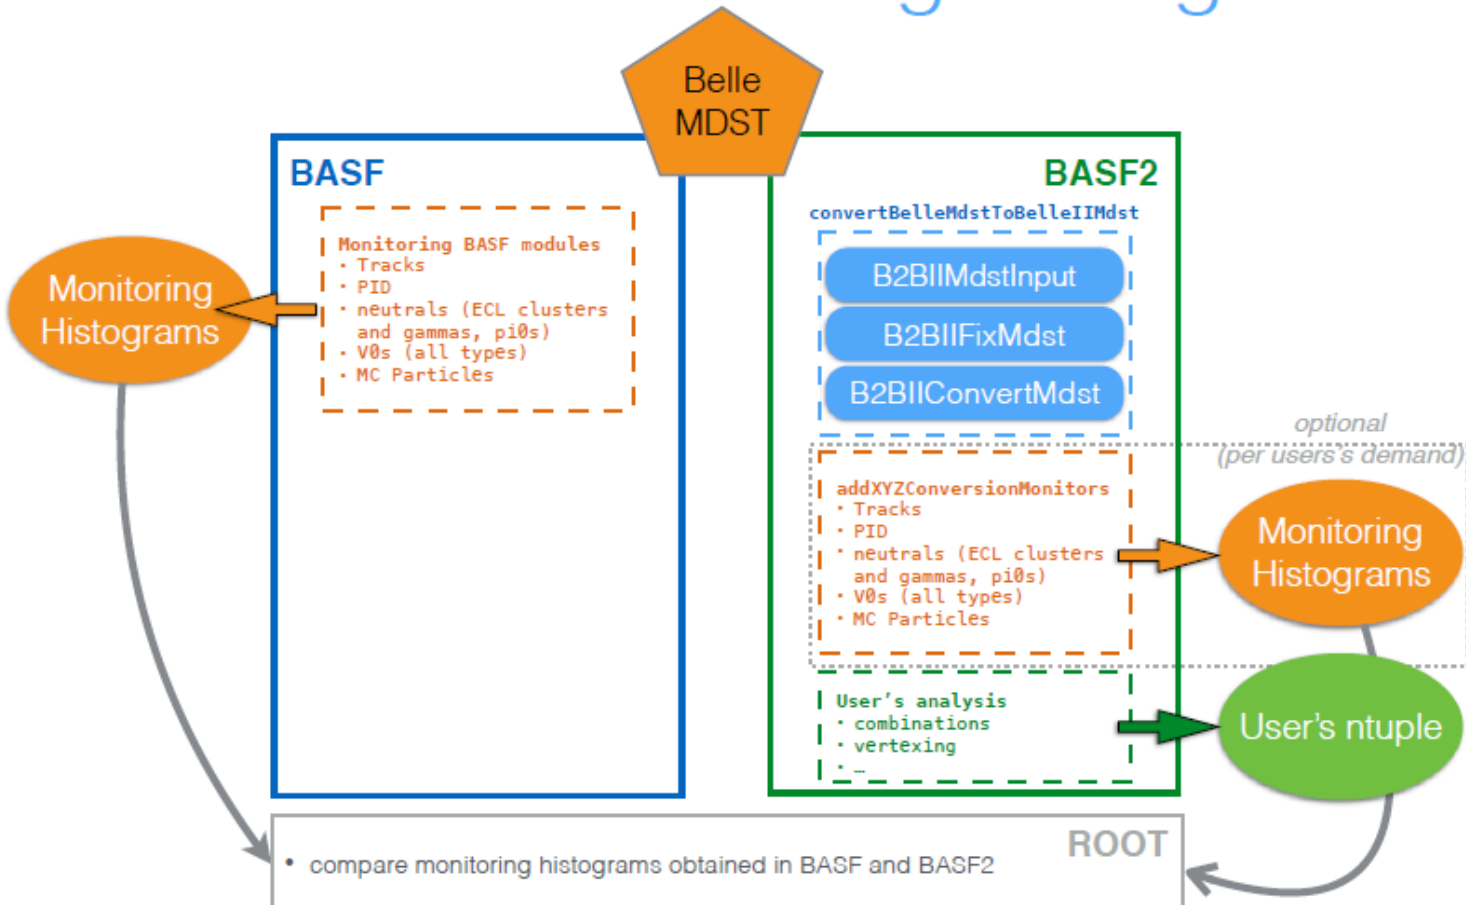 Belle
MDST
BASF
Monitoring BASF modules
· Tracks
· PID
· neutrals (ECL clusters
and gammas, pi0s)
· V0s (all types)
· MC Particles
Monitoring
Histograms
BASF2
convertBelleMdstToBelleIIMdst
B2BIIMdstInput
B2BIIFixMdst
B2BIIConvertMdst
optional
(per users's demand)
addXYZConversionMonitors
· Tracks
· PID
· neutrals (ECL clusters
and gammas, pi0s)
· V0s (all types)
· MC Particles
Monitoring
Histograms
User’s analysis
· combinations
· vertexing
· …
User's ntuple
ROOT
• compare monitoring histograms obtained in BASF and BASF2